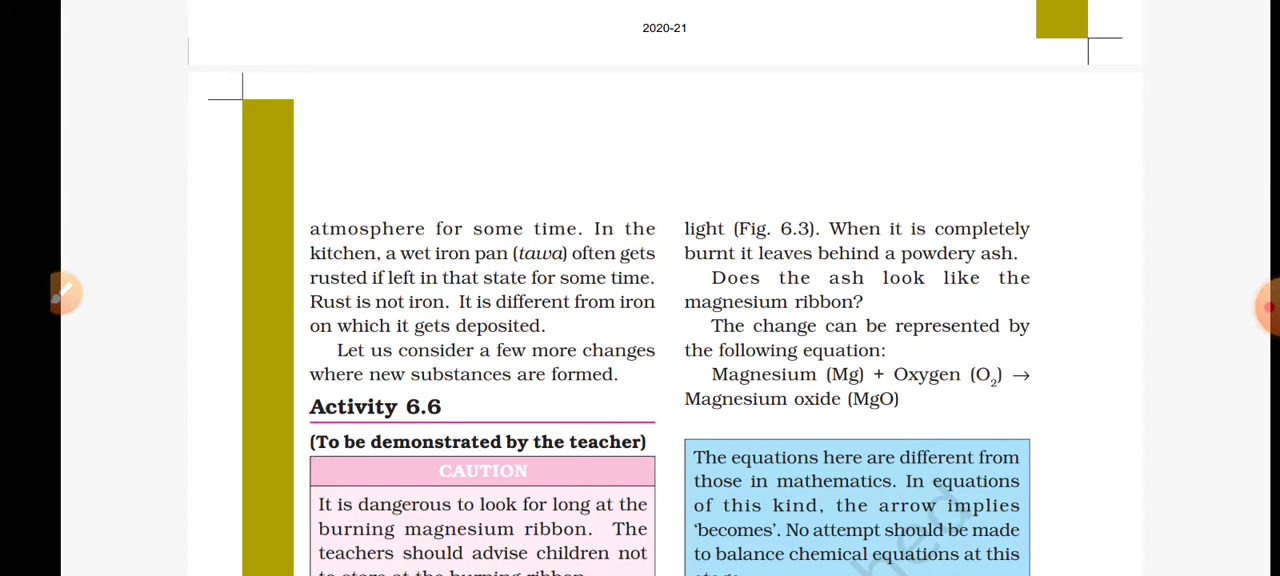 2020-21
atmosphere for some time. In the
kitchen, a wet iron pan (tawa) often gets
rusted if left in that state for some time.
Rust is not iron. It is different from iron
on which it gets deposited.
Let us consider a few more changes
where new substances are formed.
Activity 6.6
(To be demonstrated by the teacher)
CAUTION
It is dangerous to look for long at the
burning magnesium ribbon. The
teachers should advise children not
to stare at the burning ribbon.
light (Fig. 6.3). When it is completely
burnt it leaves behind a powdery ash.
Does the ash look like the
magnesium ribbon?
The change can be represented by
the following equation:
Magnesium (Mg) + Oxygen (O₂) →
Magnesium oxide (MgO)
The equations here are different from
those in mathematics. In equations
of this kind, the arrow implies
‘becomes’. No attempt should be made
to balance chemical equations at this
stage.